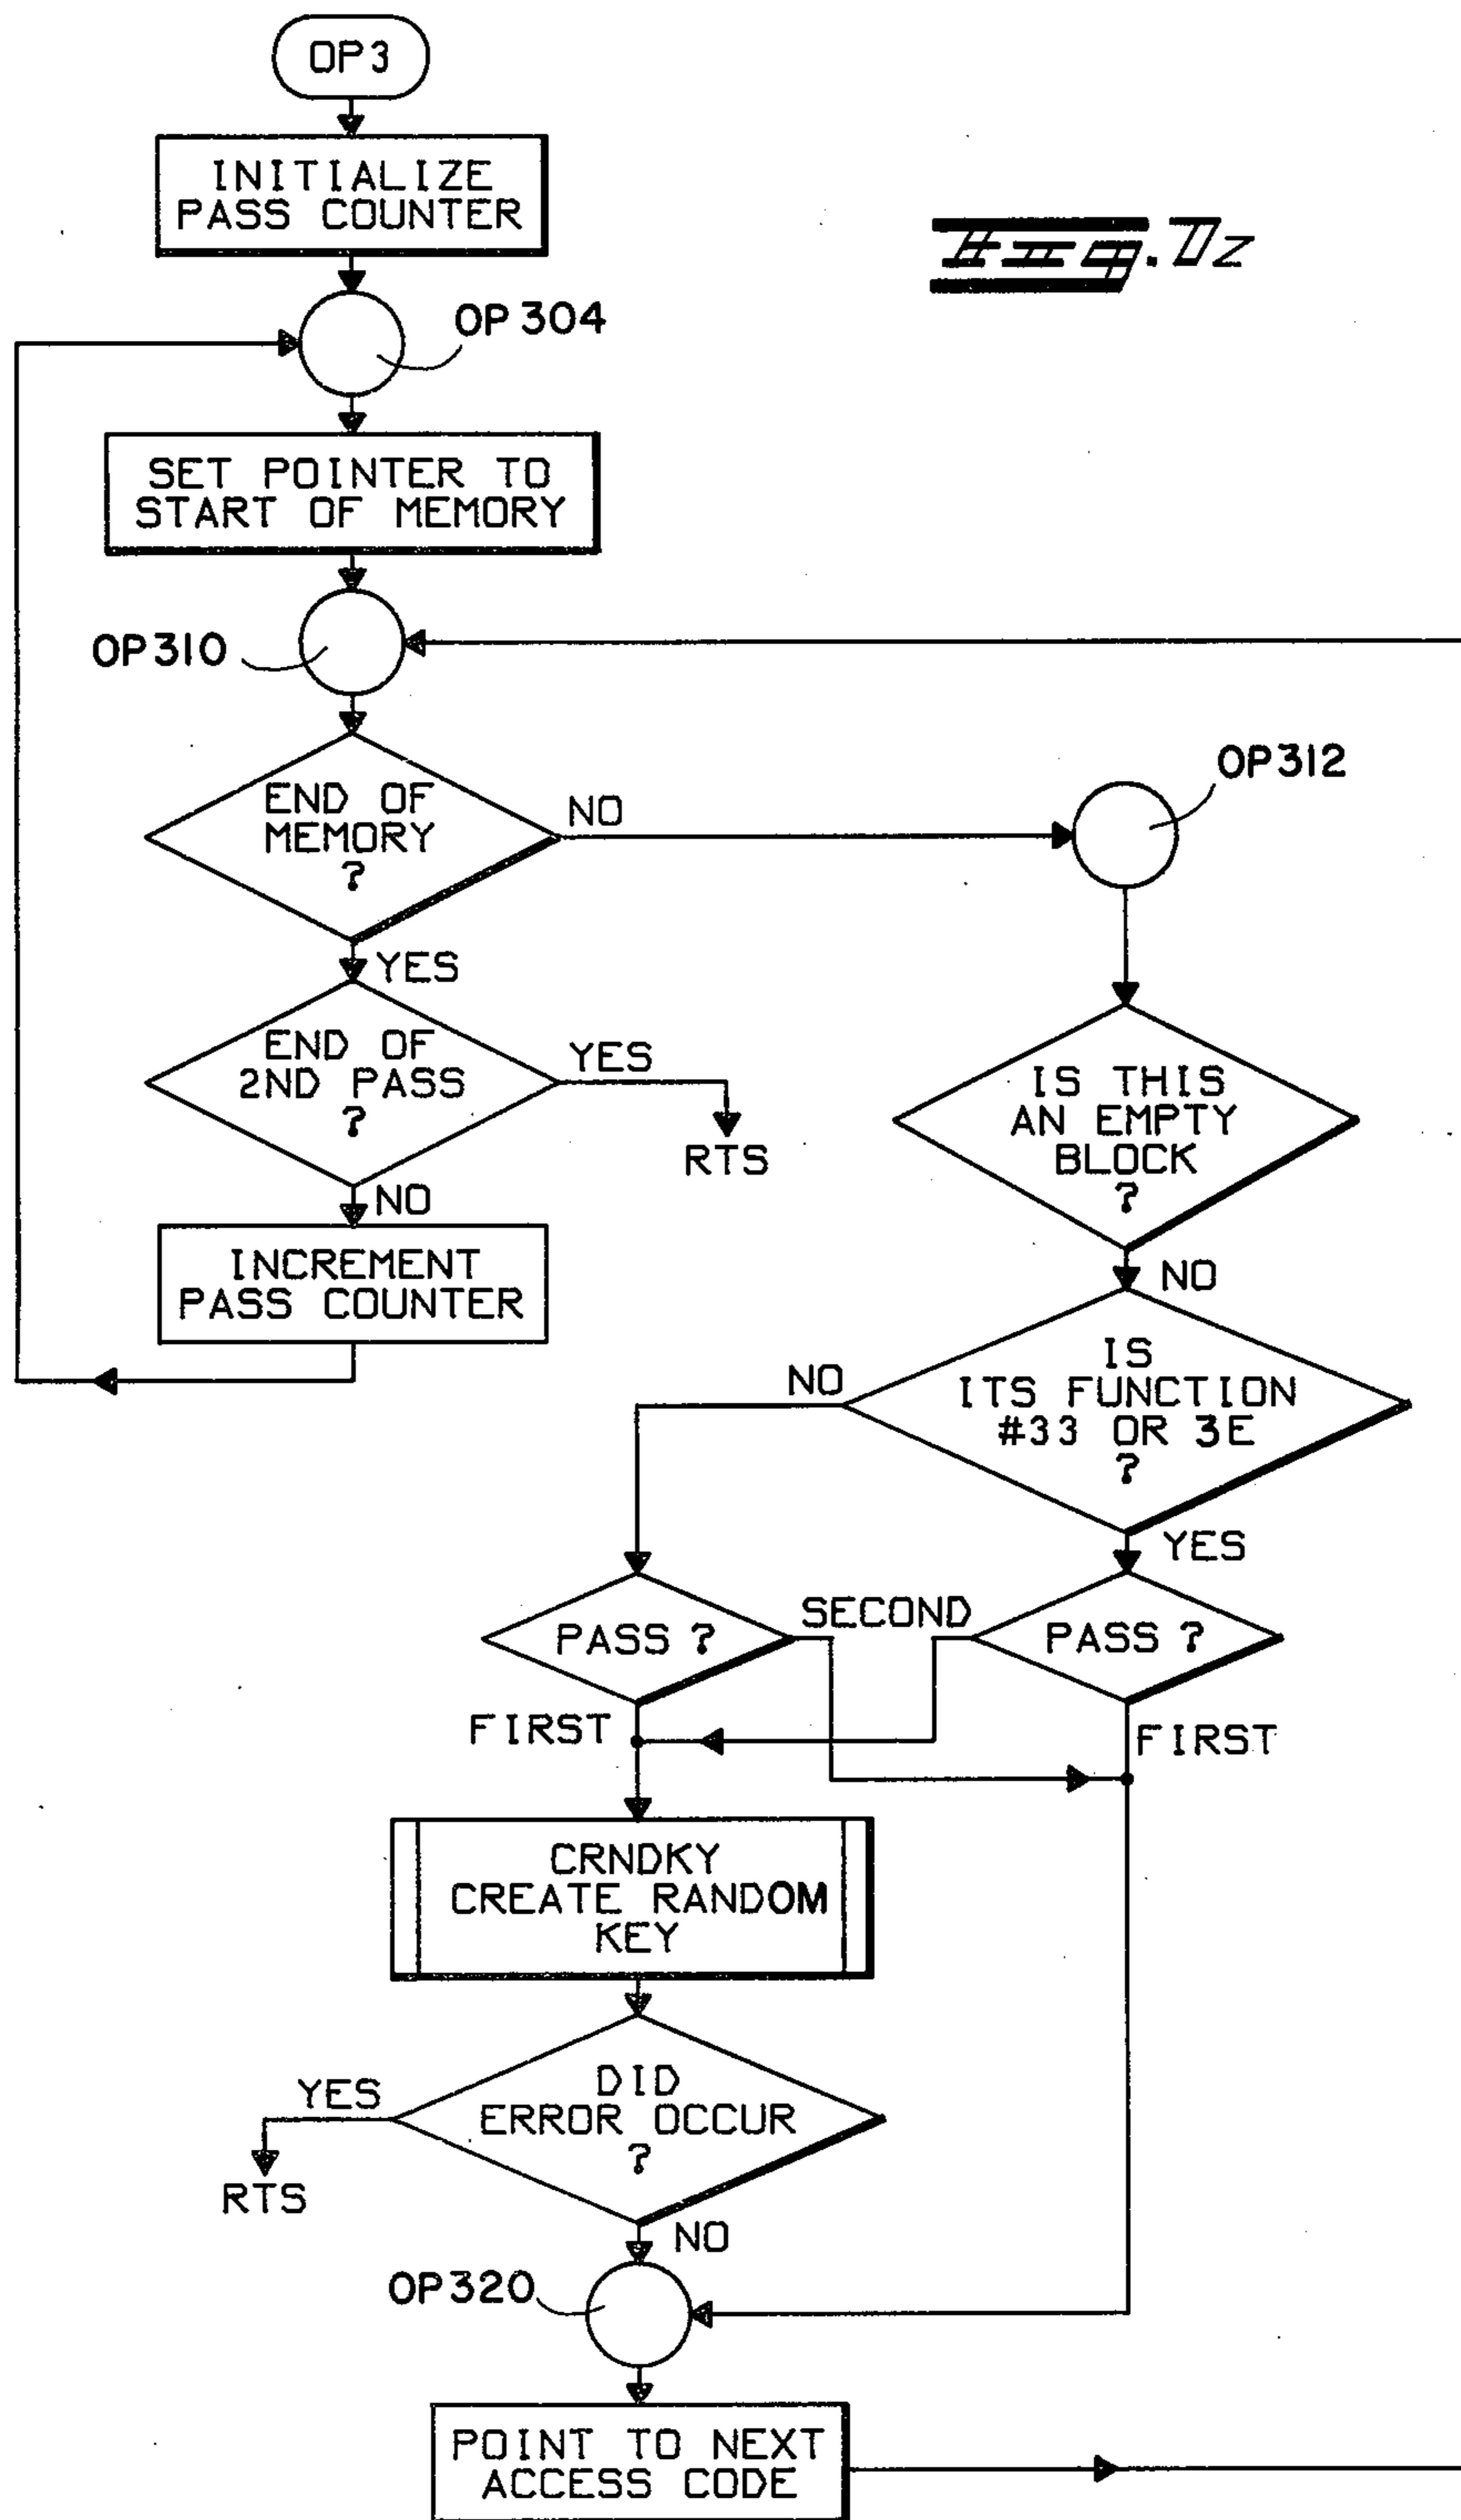 OP3
INITIALIZE
PASS COUNTER
Fig. 7z
OP304
SET POINTER TO
START OF MEMORY
OP310
END OF
MEMORY
?
NO
OP312
YES
END OF
2ND PASS
?
YES
RTS
IS THIS
AN EMPTY
BLOCK
?
NO
INCREMENT
PASS COUNTER
NO
IS
ITS FUNCTION
#33 OR 3E
?
NO
YES
PASS ?
SECOND
PASS ?
FIRST
FIRST
CRNDKY
CREATE RANDOM
KEY
DID
ERROR OCCUR
?
YES
RTS
NO
OP320
POINT TO NEXT
ACCESS CODE